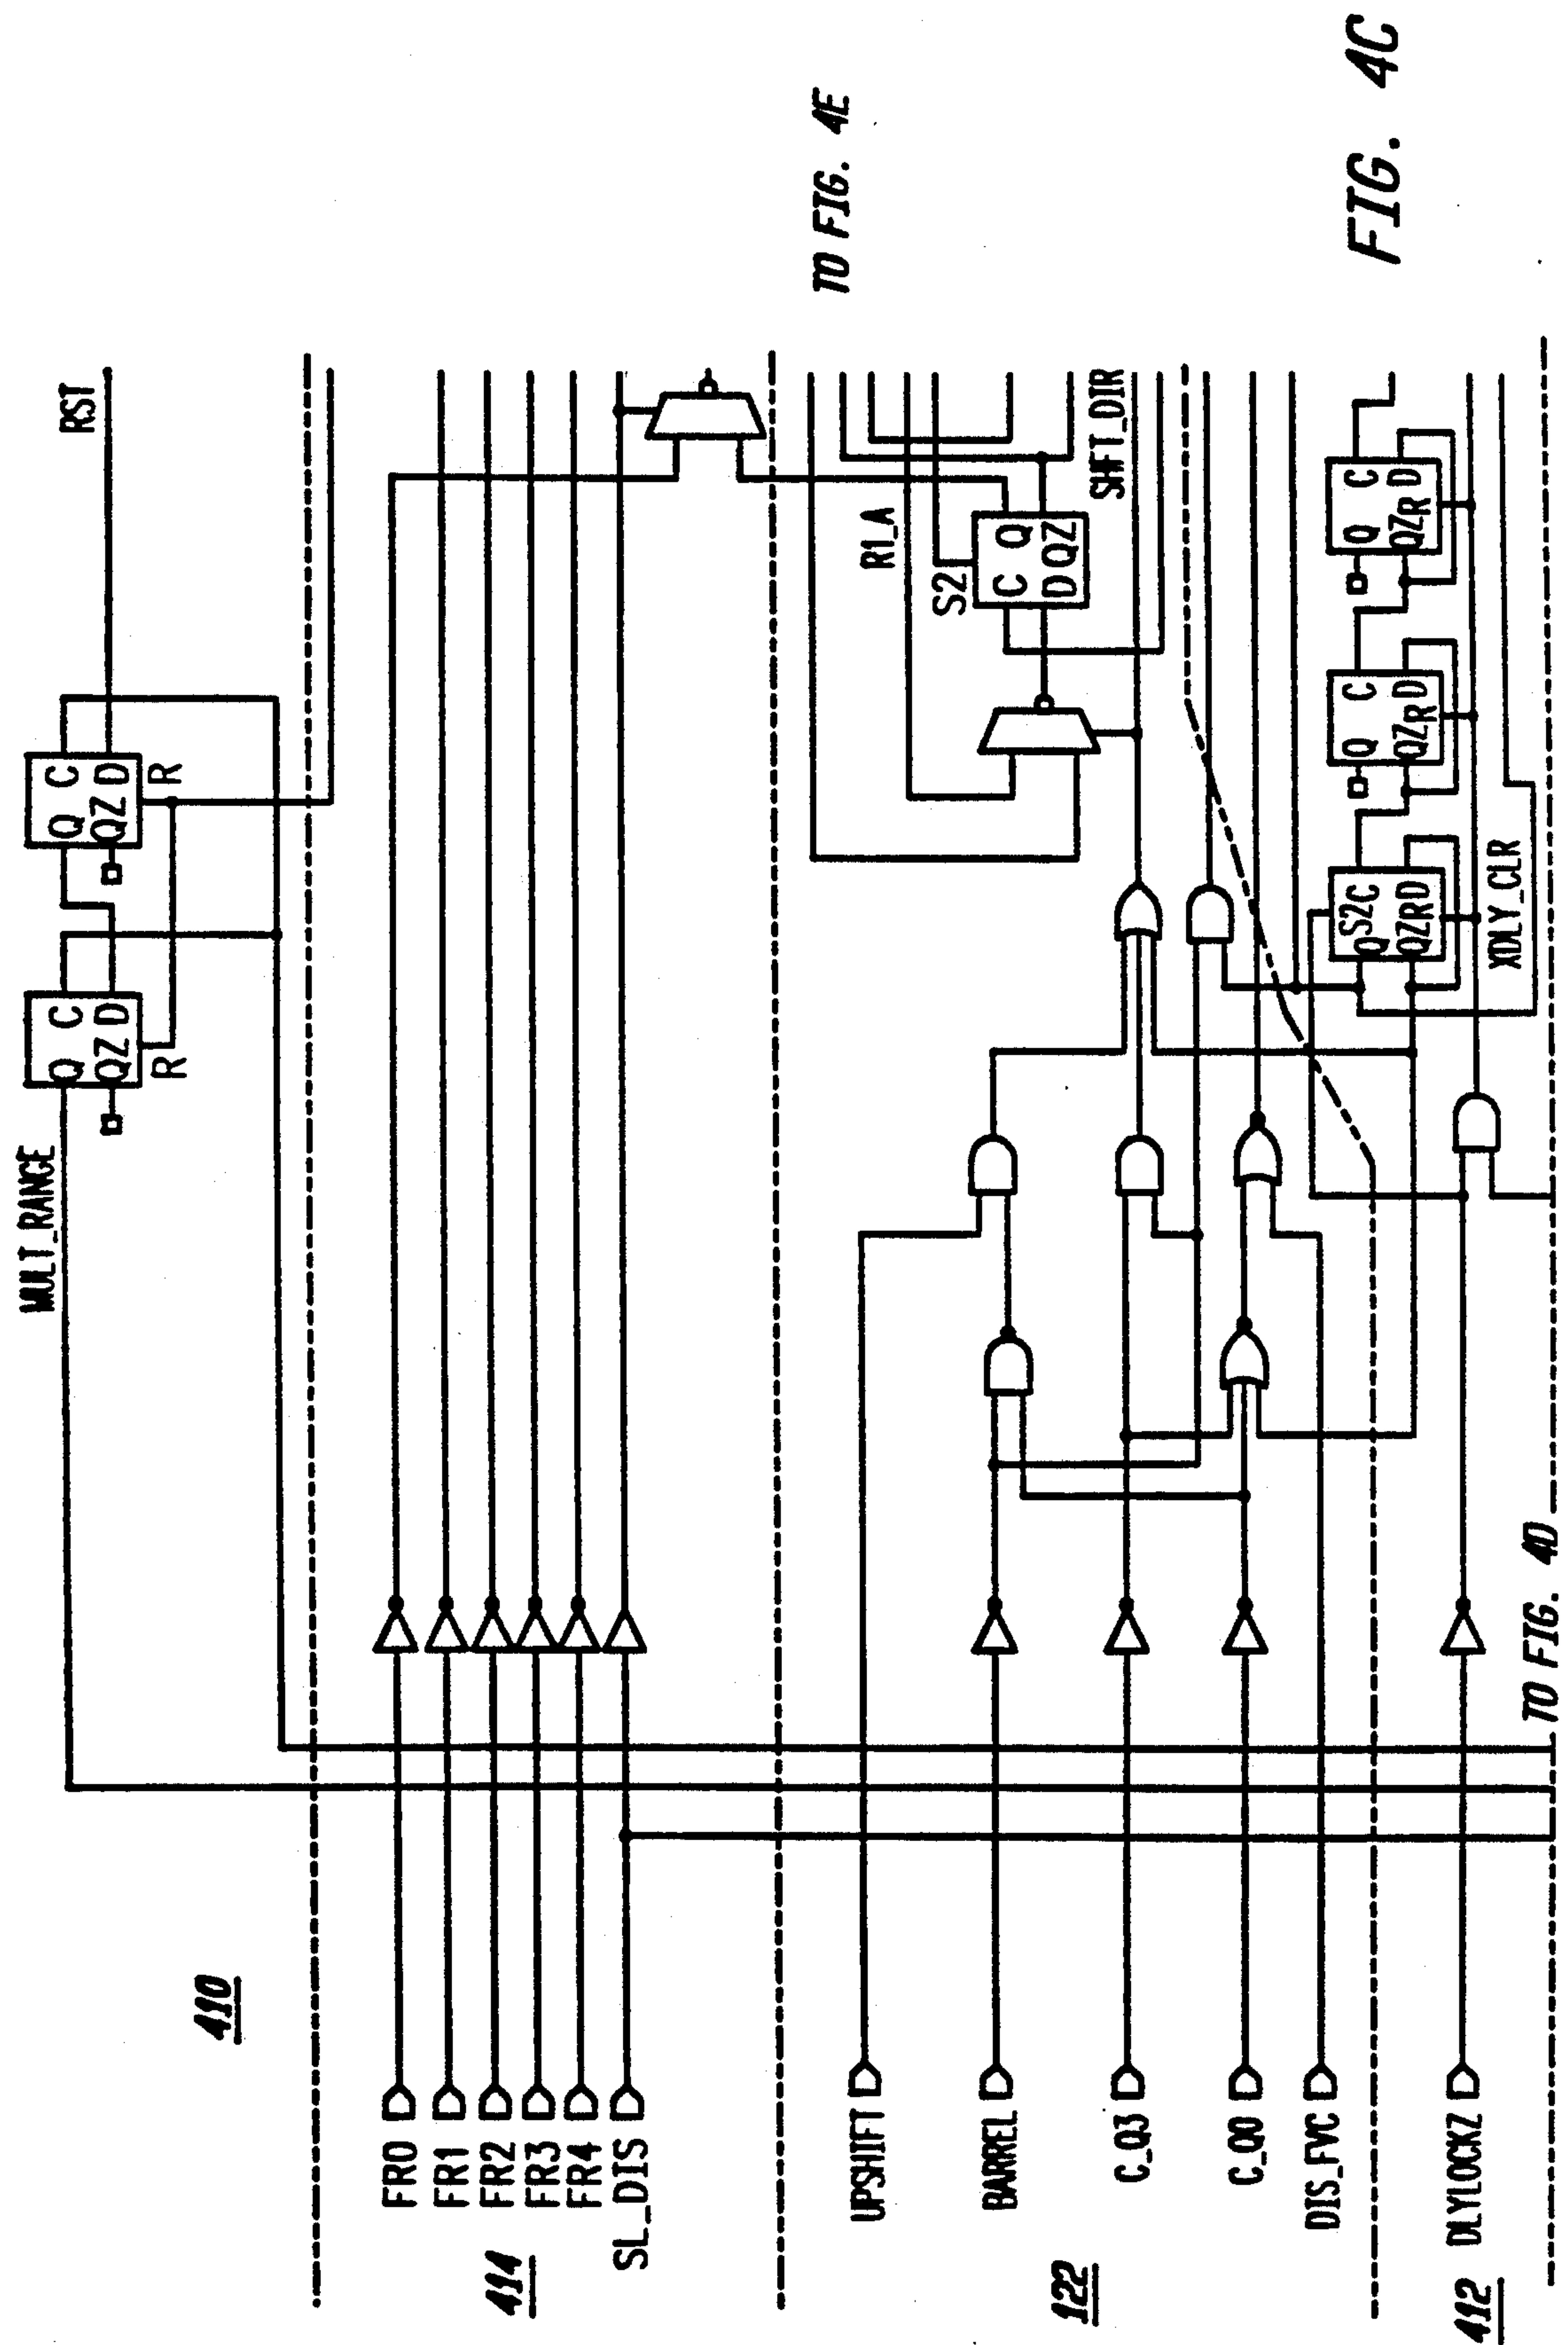 RST
MULT_RANGE
Q C
QZ D
R
Q C
QZ D
R
410
FR0
FR1
FR2
FR3
FR4
SL_DIS
414
TO FIG. 4E
R1_A
S2
C Q
D QZ
SHFT_DIR
UPSHIFT
BARREL
C_Q3
C_Q0
DIS_FVC
122
S2
Q C
QZ R D
Q C
QZ R D
Q C
QZ R D
XDLY_CLR
DLYLOCKZ
412
TO FIG. 4D
FIG. 4C